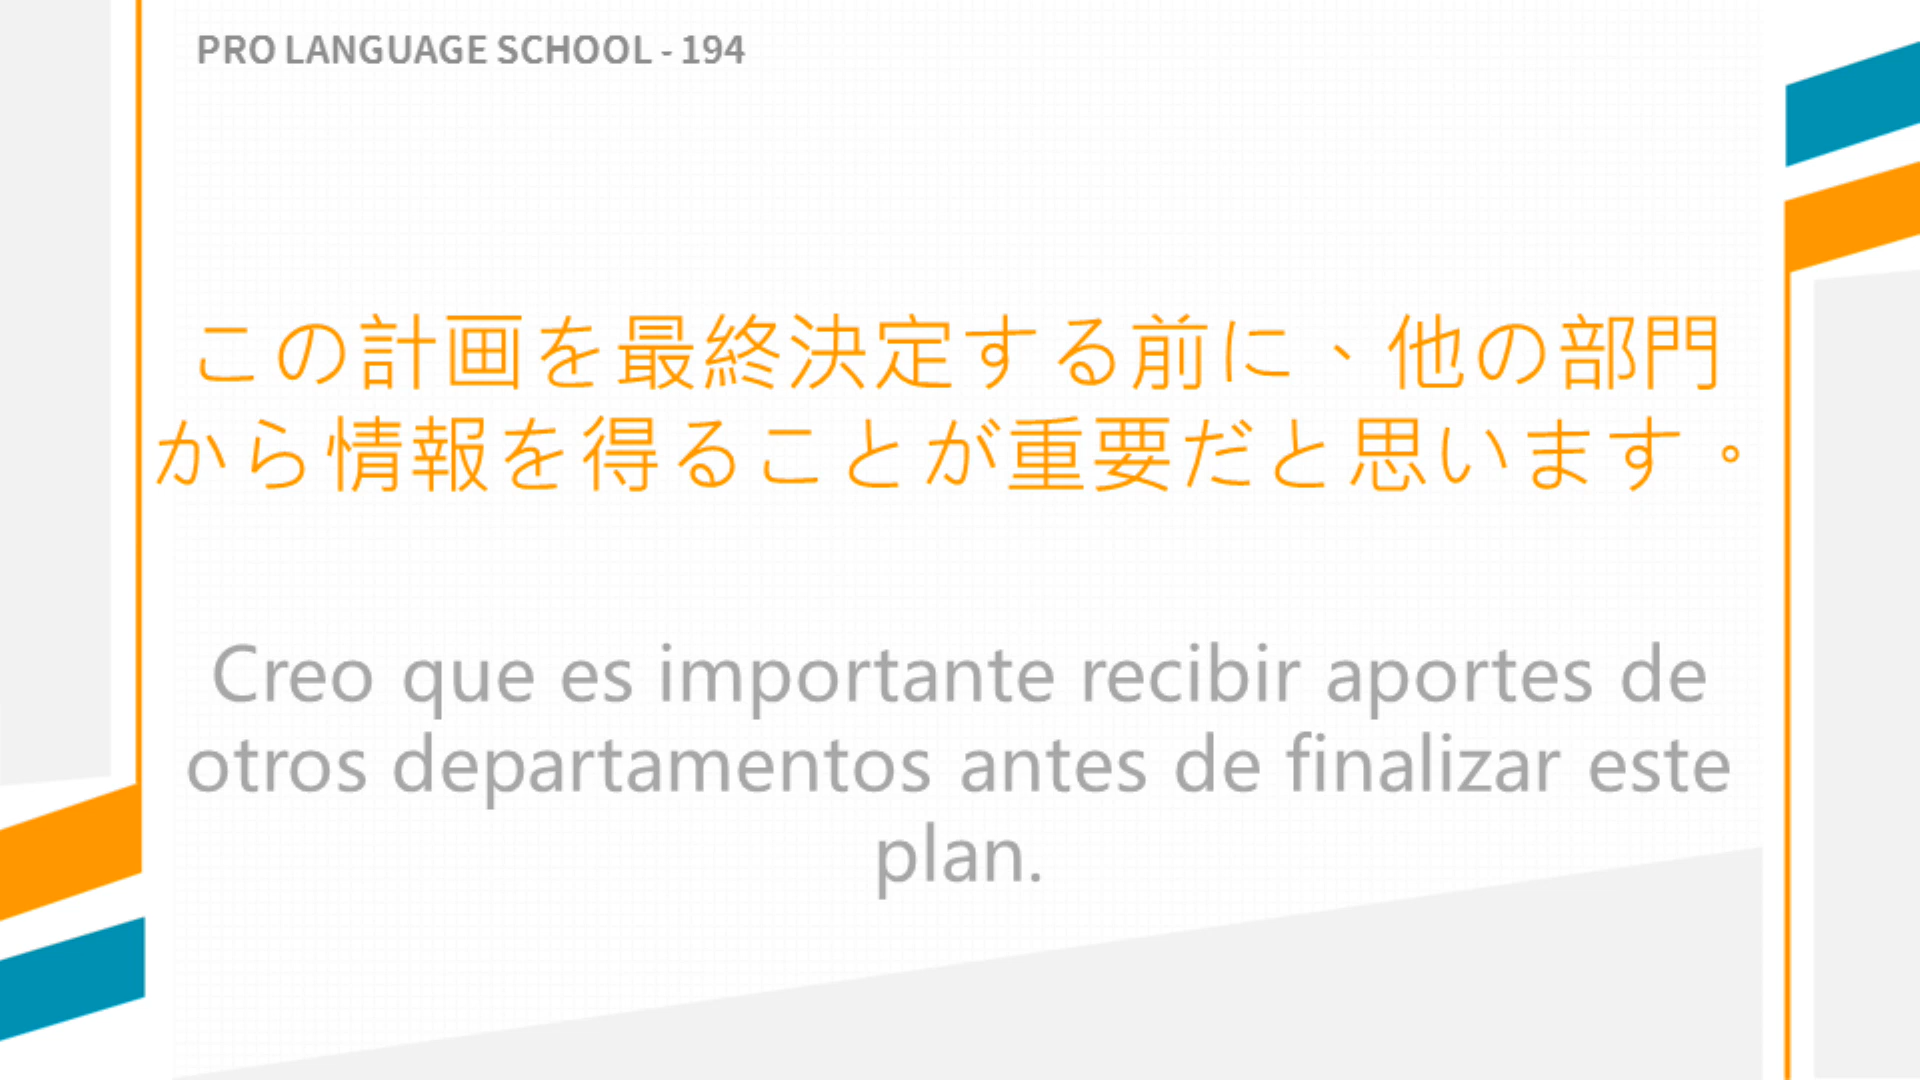 PRO LANGUAGE SCHOOL - 194
この計画を最終決定する前に、他の部門
から情報を得ることが重要だと思います。
Creo que es importante recibir aportes de
otros departamentos antes de finalizar este
plan.